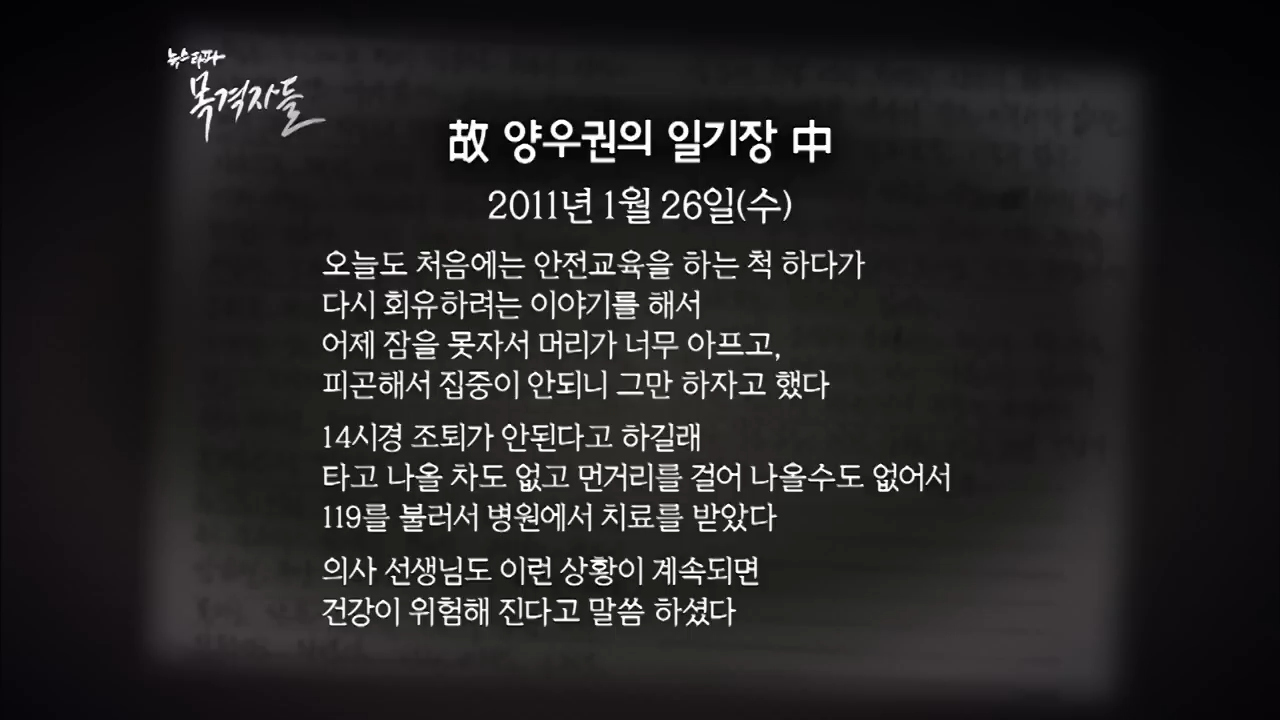 뉴스타파
목격자들
故 양우권의 일기장 中
2011년 1월 26일(수)
오늘도 처음에는 안전교육을 하는 척 하다가
다시 회유하려는 이야기를 해서
어제 잠을 못자서 머리가 너무 아프고,
피곤해서 집중이 안되니 그만 하자고 했다
14시경 조퇴가 안된다고 하길래
타고 나올 차도 없고 먼거리를 걸어 나올수도 없어서
119를 불러서 병원에서 치료를 받았다
의사 선생님도 이런 상황이 계속되면
건강이 위험해 진다고 말씀 하셨다